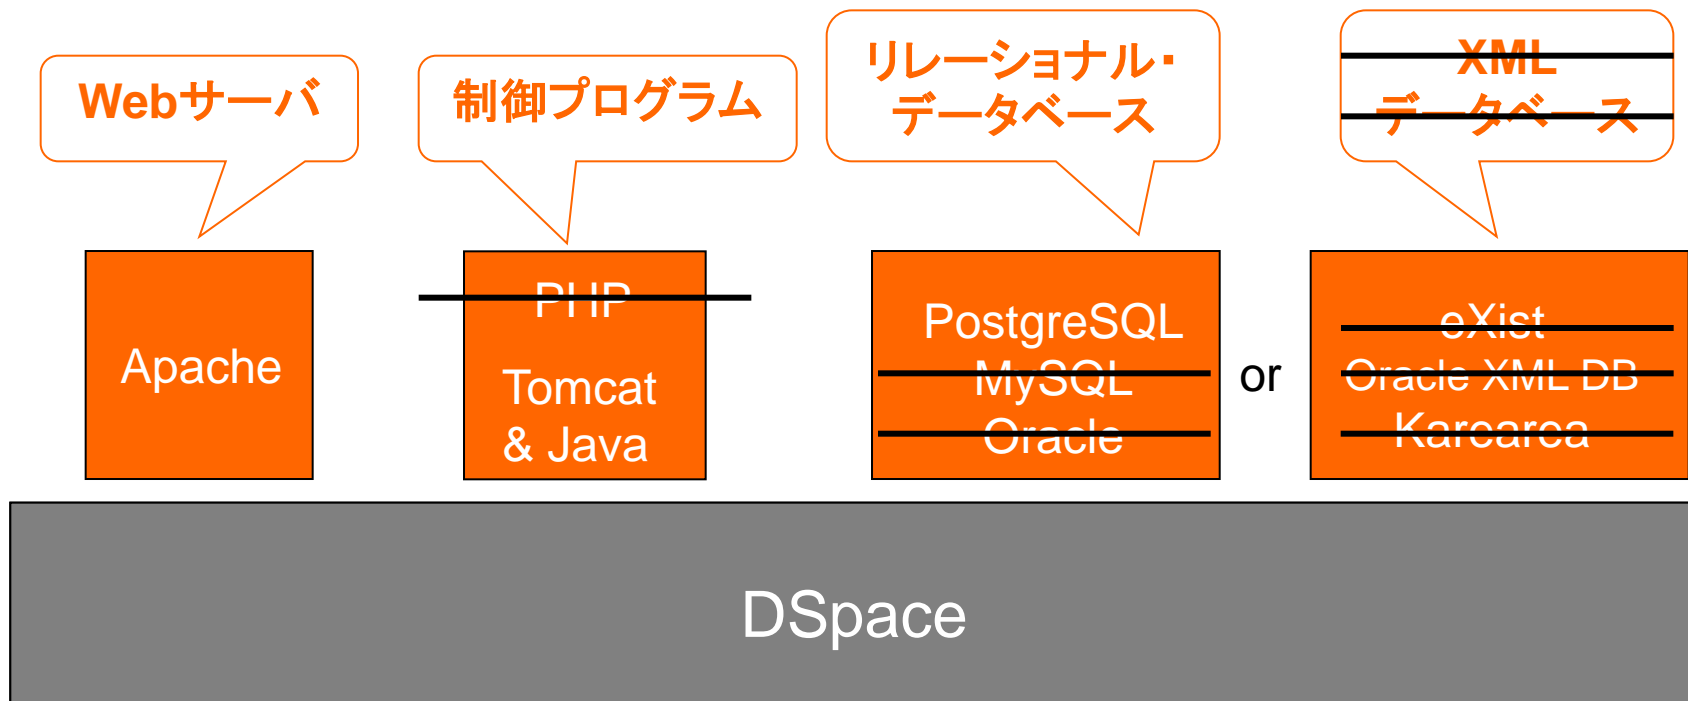 Webサーバ
制御プログラム
リレーショナル・
データベース
XML
データベース
Apache
PHP
Tomcat
& Java
PostgreSQL
MySQL
Oracle
or
eXist
Oracle XML DB
Karearea
DSpace